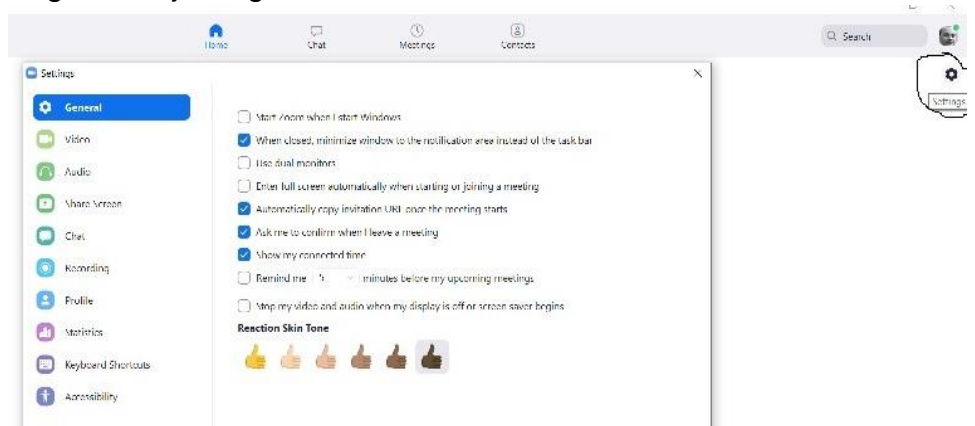 Home Chat Meetings Contacts Search
Settings
Settings
General
Start Zoom when I start Windows
Video
When closed, minimize window to the notification area instead of the task bar
Use dual monitors
Audio
Enter full screen automatically when starting or joining a meeting
Share Screen
Automatically copy invitation URL once the meeting starts
Chat
Ask me to confirm when I leave a meeting
Show my connected time
Recording
Remind me 5 minutes before my upcoming meetings
Profile
Stop my video and audio when my display is off or screen saver begins
Statistics
Reaction Skin Tone
Keyboard Shortcuts
Accessibility